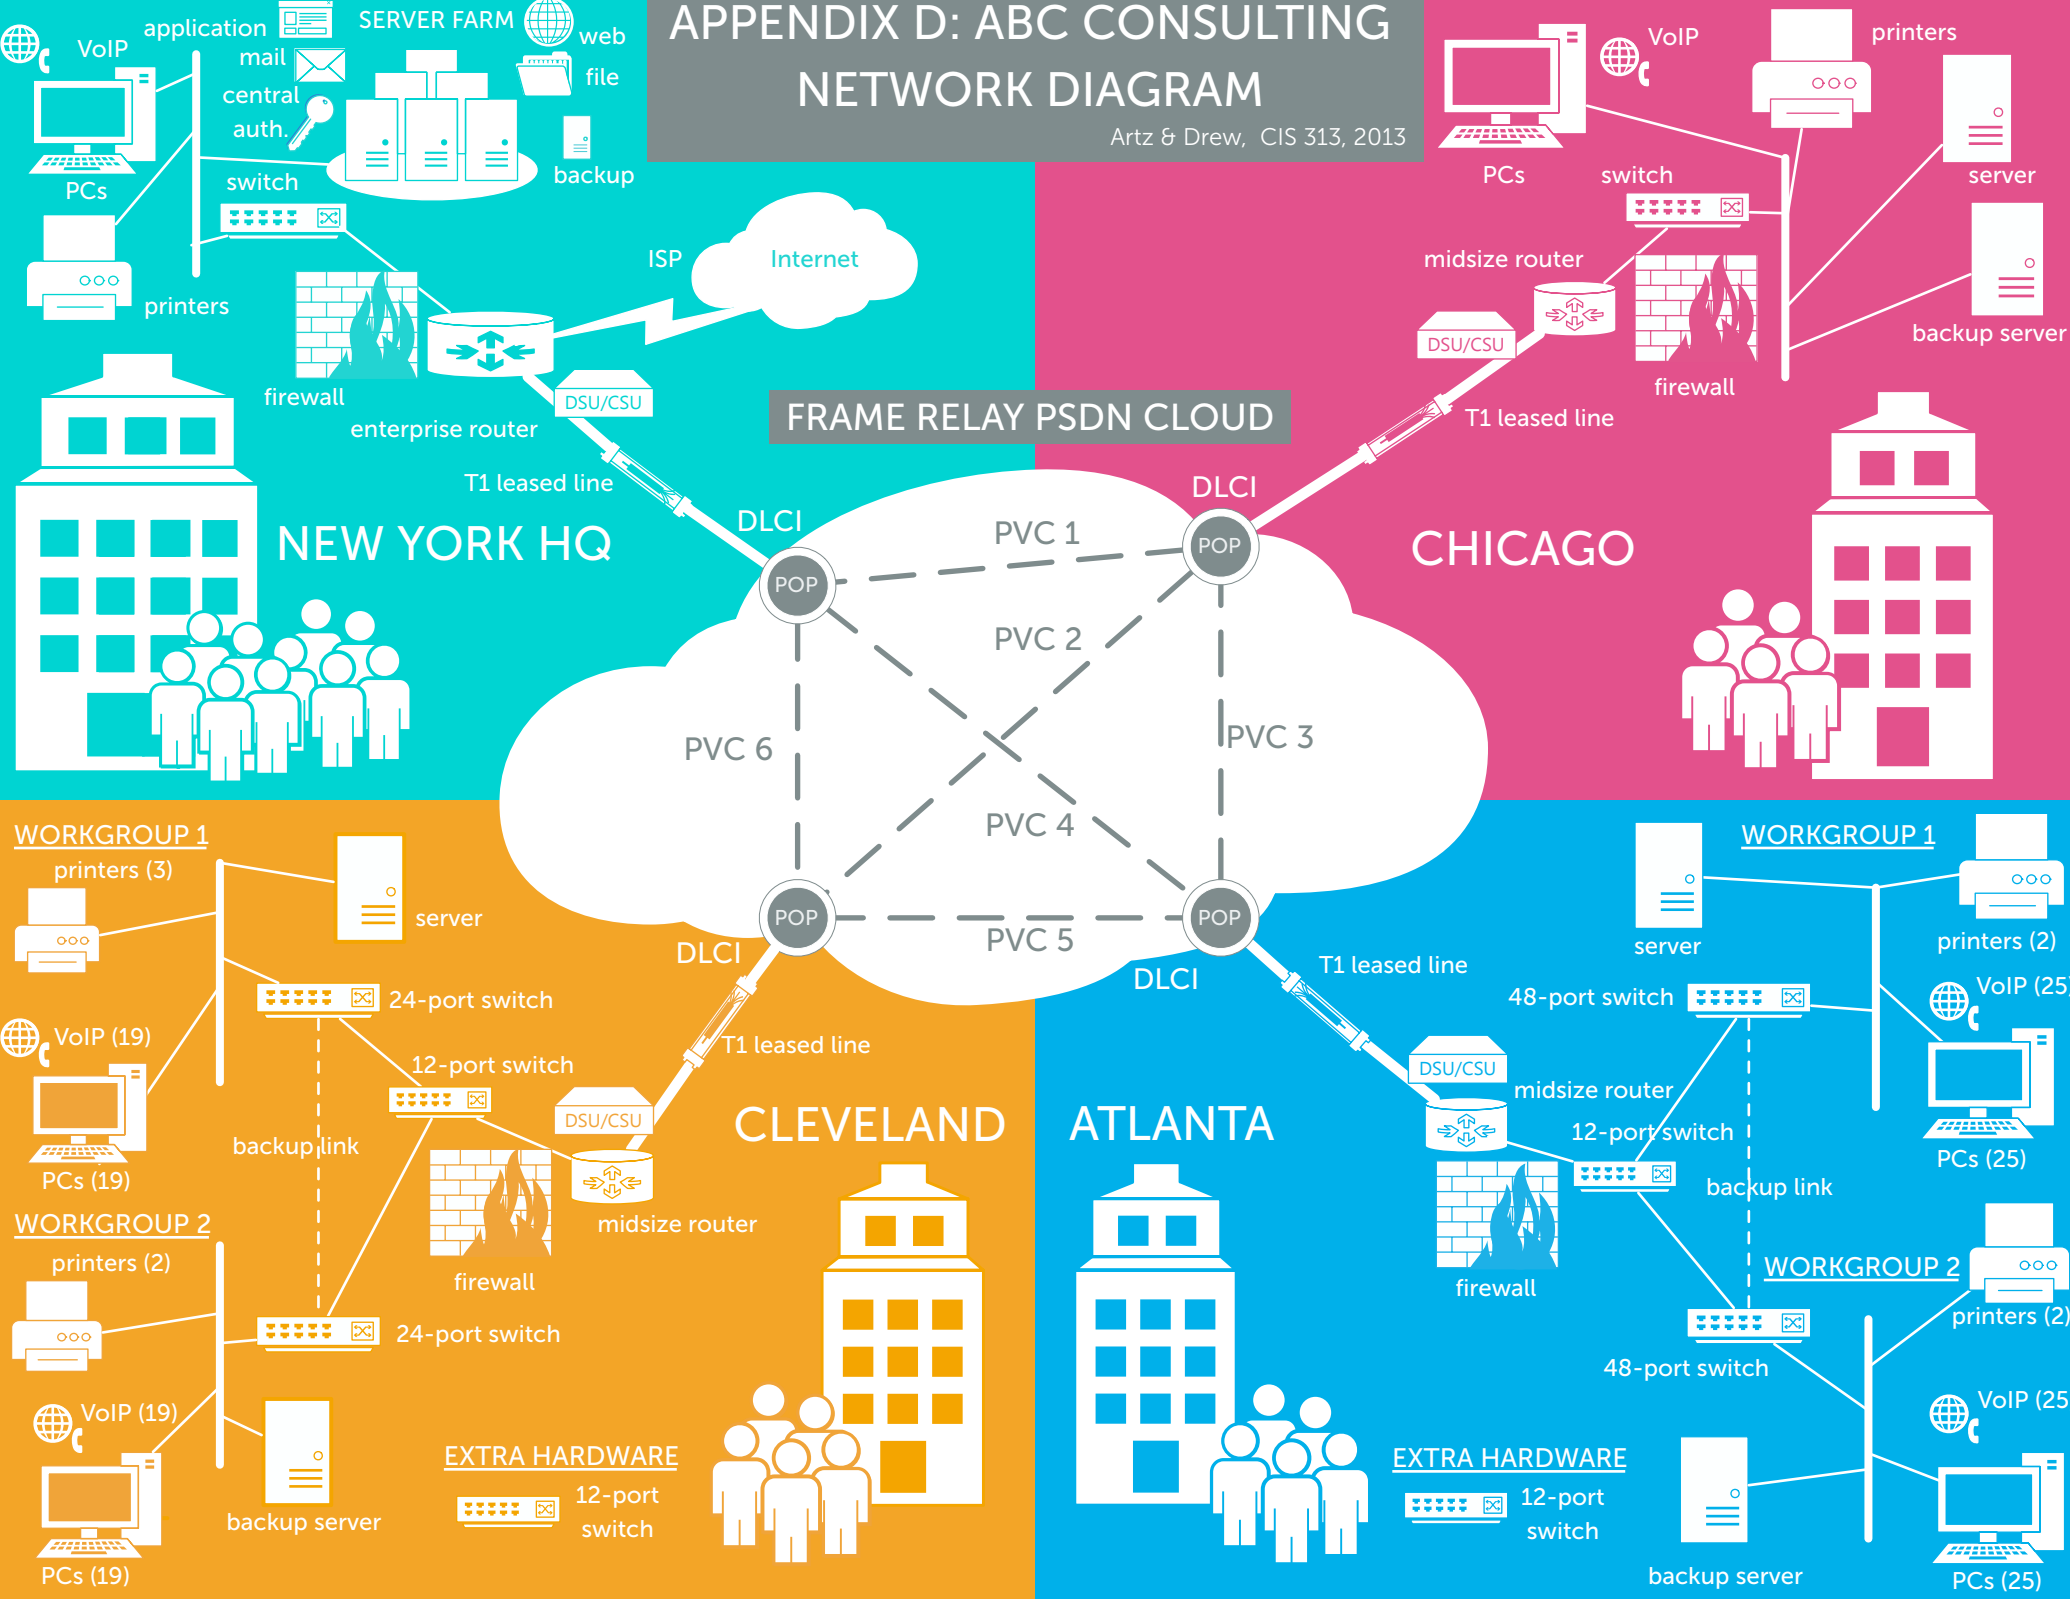 APPENDIX D: ABC CONSULTING
NETWORK DIAGRAM
Artz & Drew, CIS 313, 2013
VoIP
application
mail
central
auth.
SERVER FARM
web
file
backup
PCs
switch
printers
firewall
enterprise router
ISP
Internet
DSU/CSU
T1 leased line
NEW YORK HQ
VoIP
printers
PCs
switch
server
midsize router
backup server
DSU/CSU
firewall
T1 leased line
CHICAGO
FRAME RELAY PSDN CLOUD
DLCI
DLCI
POP
POP
PVC 1
PVC 2
PVC 3
PVC 6
PVC 4
POP
POP
PVC 5
DLCI
DLCI
WORKGROUP 1
printers (3)
server
24-port switch
VoIP (19)
12-port switch
T1 leased line
DSU/CSU
backup link
PCs (19)
midsize router
firewall
CLEVELAND
WORKGROUP 2
printers (2)
24-port switch
VoIP (19)
backup server
PCs (19)
EXTRA HARDWARE
12-port
switch
WORKGROUP 1
server
printers (2)
T1 leased line
48-port switch
VoIP (25)
DSU/CSU
midsize router
12-port switch
PCs (25)
backup link
firewall
ATLANTA
WORKGROUP 2
printers (2)
48-port switch
VoIP (25
EXTRA HARDWARE
12-port
switch
backup server
PCs (25)